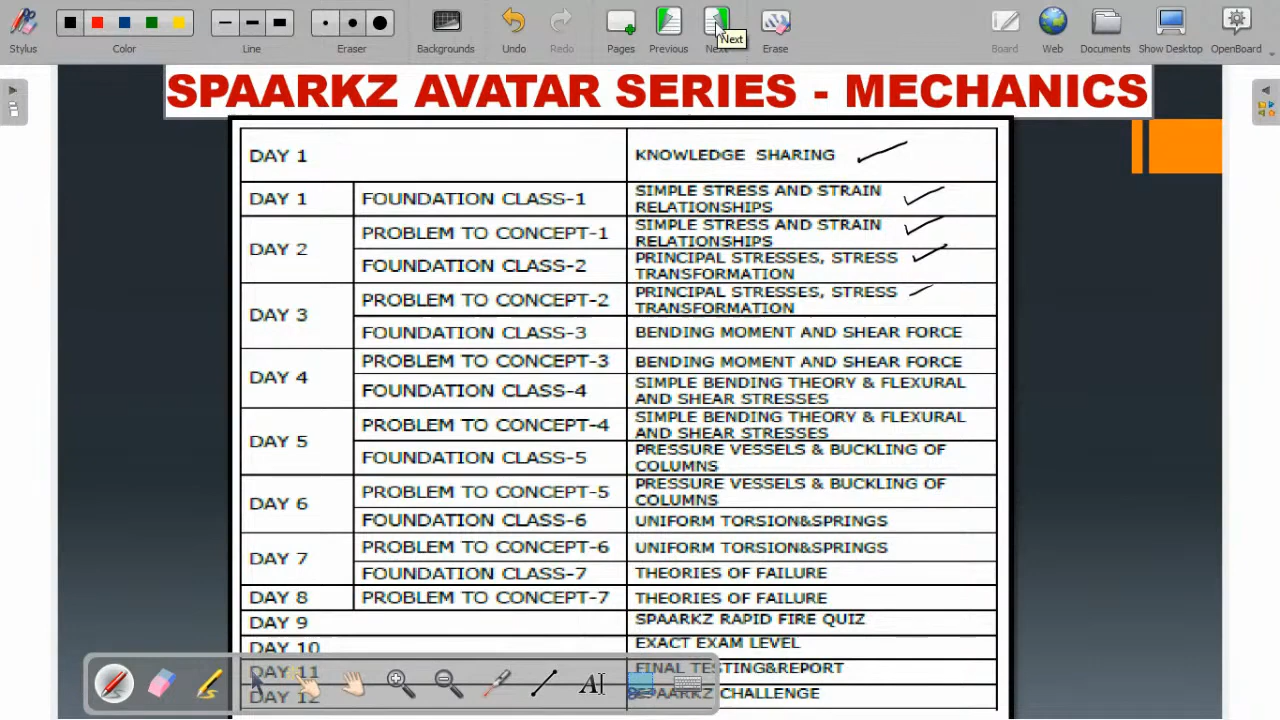 Stylus
Color
Line
Eraser
Backgrounds
Undo
Redo
Pages
Previous
Next
Next
Erase
Board
Web
Documents
Show Desktop
OpenBoard
SPAARKZ AVATAR SERIES - MECHANICS
DAY 1 KNOWLEDGE SHARING
DAY 1 FOUNDATION CLASS-1 SIMPLE STRESS AND STRAIN
RELATIONSHIPS
DAY 2 PROBLEM TO CONCEPT-1 SIMPLE STRESS AND STRAIN
RELATIONSHIPS
FOUNDATION CLASS-2 PRINCIPAL STRESSES, STRESS
TRANSFORMATION
DAY 3 PROBLEM TO CONCEPT-2 PRINCIPAL STRESSES, STRESS
TRANSFORMATION
FOUNDATION CLASS-3 BENDING MOMENT AND SHEAR FORCE
DAY 4 PROBLEM TO CONCEPT-3 BENDING MOMENT AND SHEAR FORCE
FOUNDATION CLASS-4 SIMPLE BENDING THEORY & FLEXURAL
AND SHEAR STRESSES
DAY 5 PROBLEM TO CONCEPT-4 SIMPLE BENDING THEORY & FLEXURAL
AND SHEAR STRESSES
FOUNDATION CLASS-5 PRESSURE VESSELS & BUCKLING OF
COLUMNS
DAY 6 PROBLEM TO CONCEPT-5 PRESSURE VESSELS & BUCKLING OF
COLUMNS
FOUNDATION CLASS-6 UNIFORM TORSION&SPRINGS
DAY 7 PROBLEM TO CONCEPT-6 UNIFORM TORSION&SPRINGS
FOUNDATION CLASS-7 THEORIES OF FAILURE
DAY 8 PROBLEM TO CONCEPT-7 THEORIES OF FAILURE
DAY 9 SPAARKZ RAPID FIRE QUIZ
DAY 10 EXACT EXAM LEVEL
DAY 11 FINAL TESTING&REPORT
DAY 12 SPAARKZ CHALLENGE